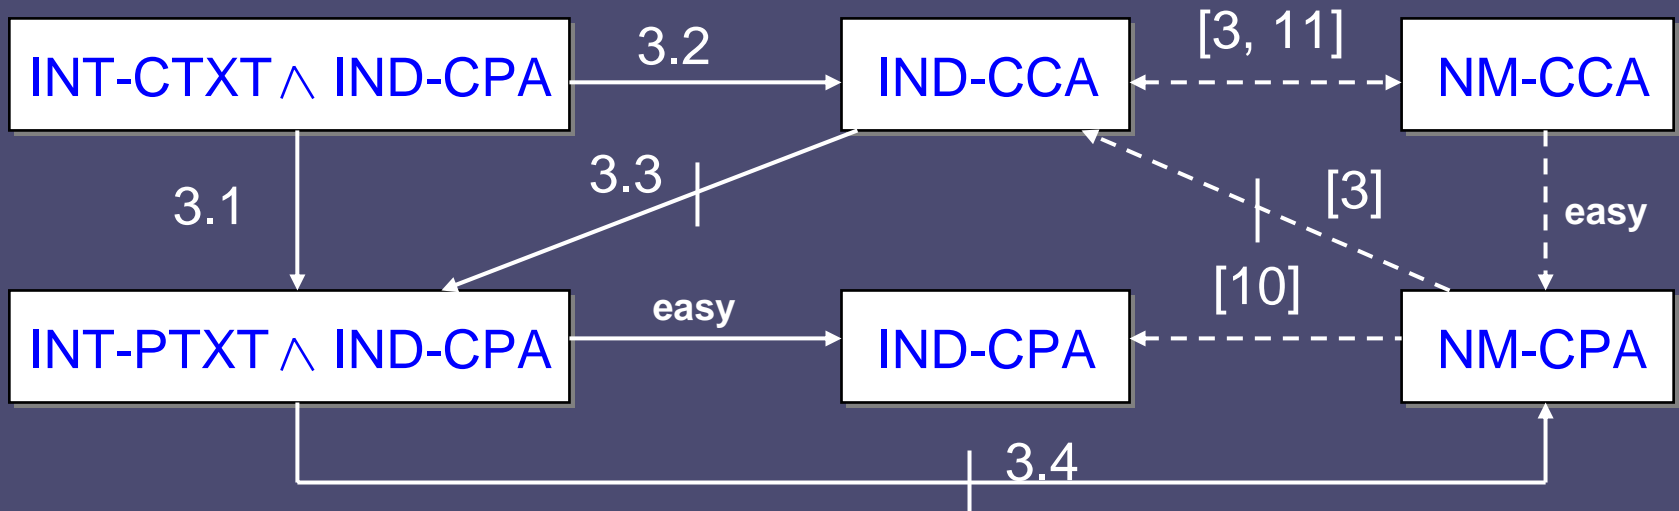 INT-CTXT ∧ IND-CPA
3.2
IND-CCA
[3, 11]
NM-CCA
3.1
3.3
[3]
easy
INT-PTXT ∧ IND-CPA
easy
IND-CPA
[10]
NM-CPA
3.4